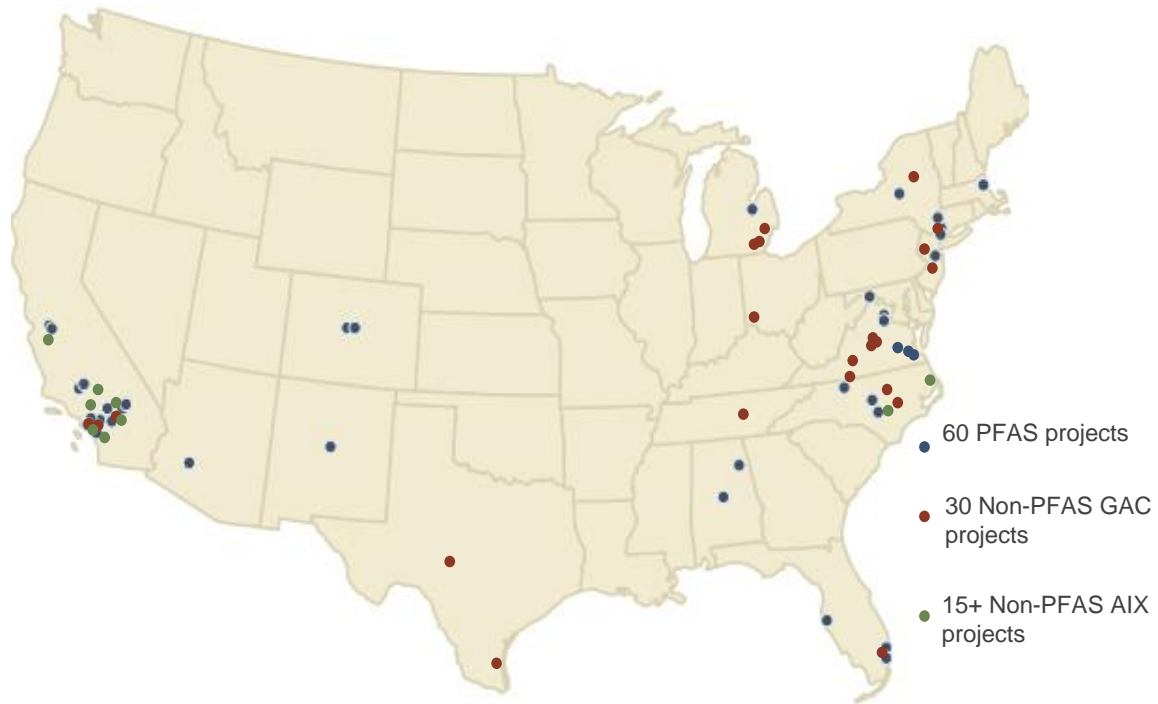 60 PFAS projects
30 Non-PFAS GAC
projects
15+ Non-PFAS AIX
projects